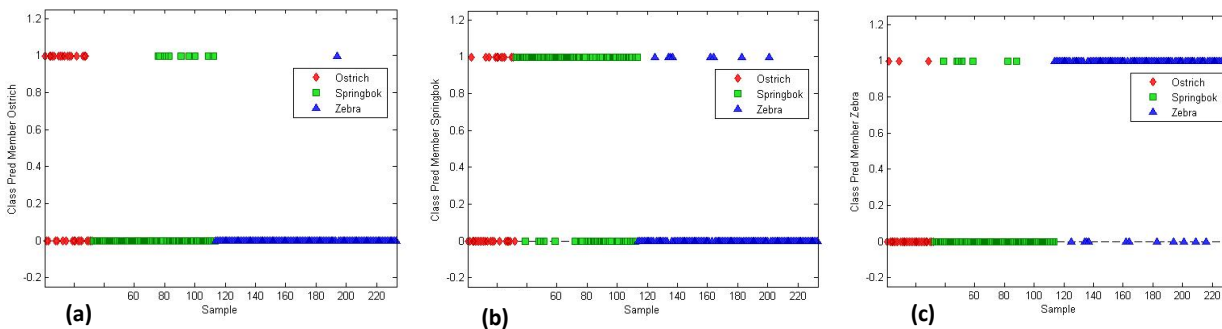 Class Pred Member Ostrich
1.2
1
0.8
0.6
0.4
0.2
0
-0.2
Ostrich
Springbok
Zebra
60 80 100 120 140 160 180 200 220
Sample
(a)
Class Pred Member Springbok
1.2
1
0.8
0.6
0.4
0.2
0
-0.2
Ostrich
Springbok
Zebra
60 80 100 120 140 160 180 200 220
Sample
(b)
Class Pred Member Zebra
1.2
1
0.8
0.6
0.4
0.2
0
-0.2
Ostrich
Springbok
Zebra
60 80 100 120 140 160 180 200 220
Sample
(c)